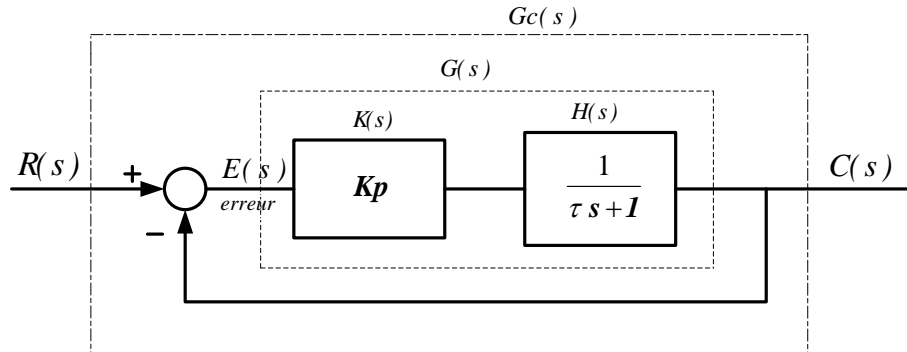 Gc(s)
G(s)
K(s)
H(s)
R(s)
+
E(s)
erreur
Kp
1
τ s+1
C(s)
−